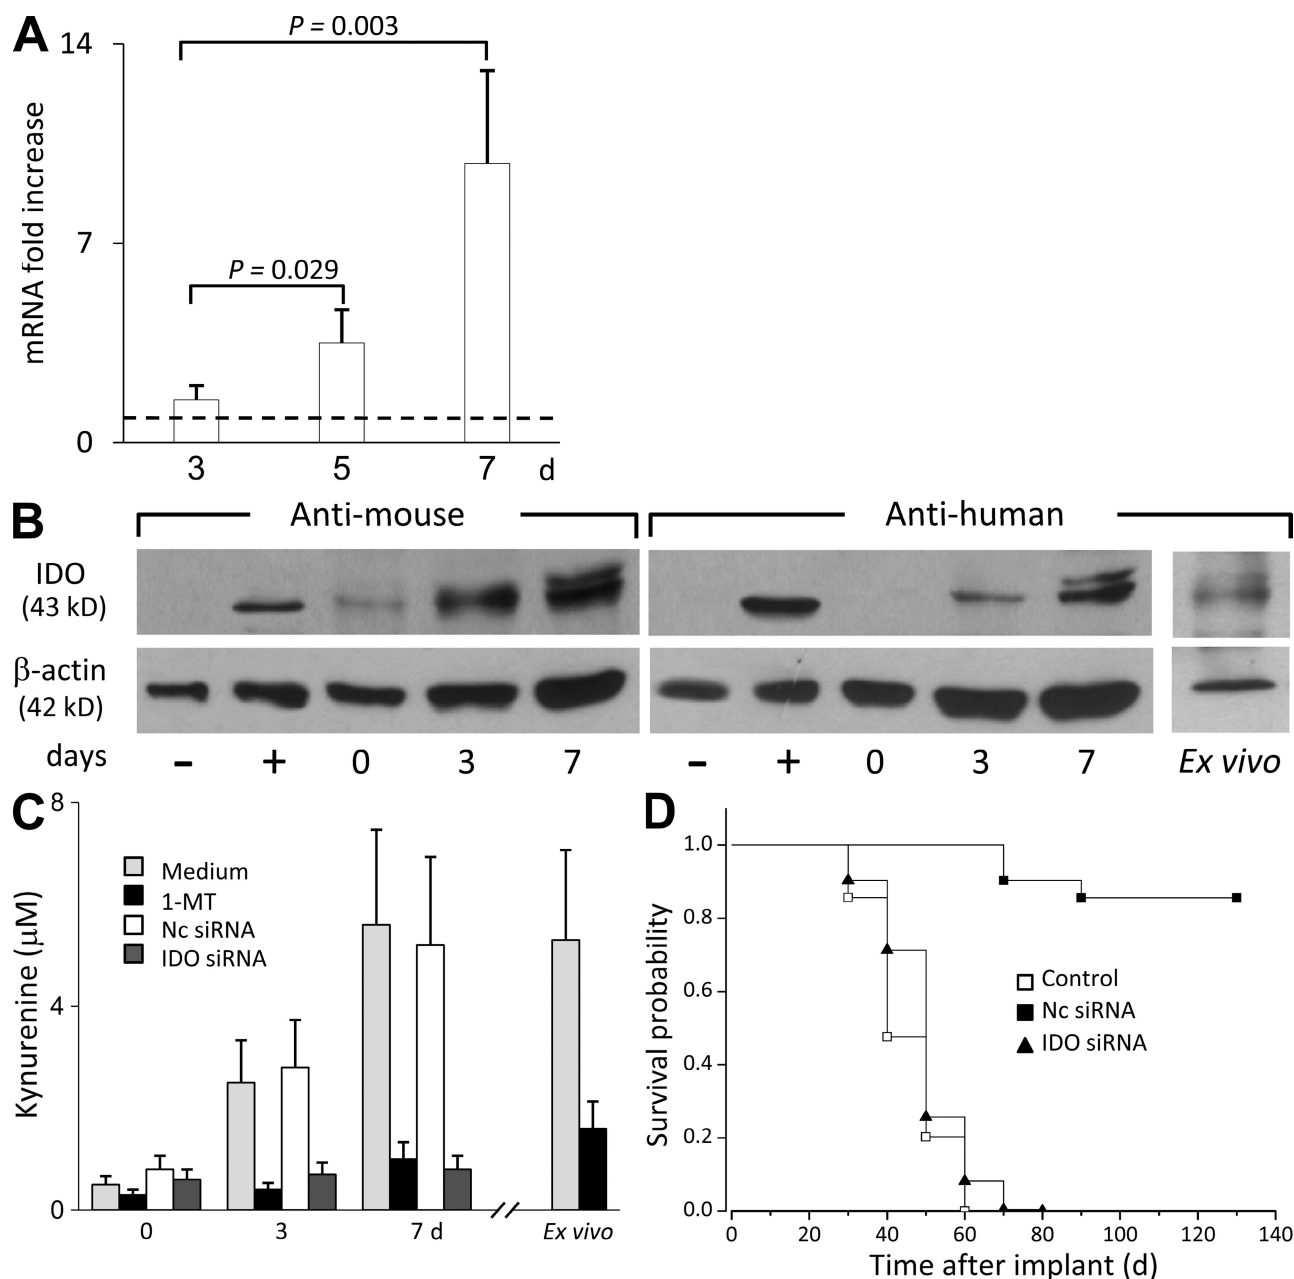 A
P = 0.003
14
7
0
mRNA fold increase
P = 0.029
3 5 7 d
B
Anti-mouse Anti-human
IDO
(43 kD)
β-actin
(42 kD)
days - + 0 3 7 - + 0 3 7 Ex vivo
C
8
4
0
Kynurenine (μM)
Medium
1-MT
Nc siRNA
IDO siRNA
0 3 7 d Ex vivo
D
1.0
0.8
0.6
0.4
0.2
0.0
Survival probability
Control
Nc siRNA
IDO siRNA
0 20 40 60 80 100 120 140
Time after implant (d)